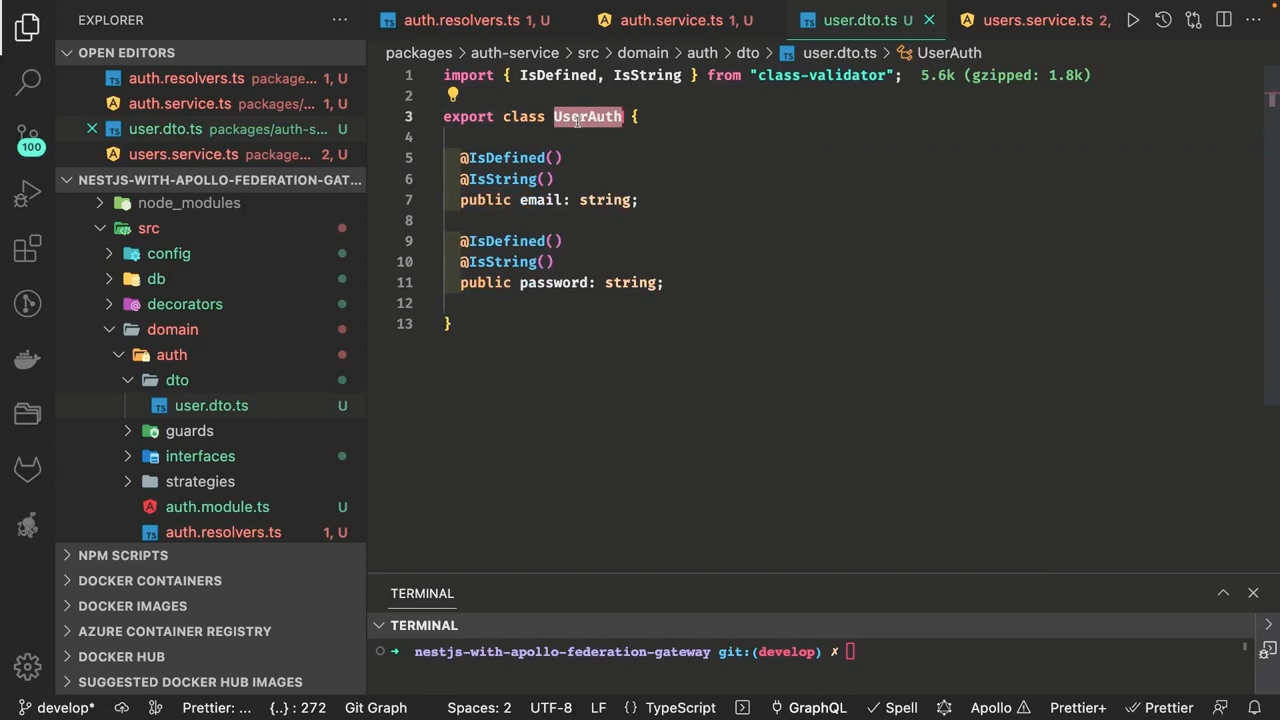 EXPLORER
OPEN EDITORS
auth.resolvers.ts package... 1, U
auth.service.ts packages/... 1, U
user.dto.ts packages/auth-s... U
users.service.ts package... 2, U
NESTJS-WITH-APOLLO-FEDERATION-GAT...
node_modules
src
config
db
decorators
domain
auth
dto
user.dto.ts U
guards
interfaces
strategies
auth.module.ts U
auth.resolvers.ts 1, U
NPM SCRIPTS
DOCKER CONTAINERS
DOCKER IMAGES
AZURE CONTAINER REGISTRY
DOCKER HUB
SUGGESTED DOCKER HUB IMAGES
100
auth.resolvers.ts 1, U auth.service.ts 1, U user.dto.ts U users.service.ts 2,
packages > auth-service > src > domain > auth > dto > user.dto.ts > UserAuth
1 import { IsDefined, IsString } from "class-validator"; 5.6k (gzipped: 1.8k)
2
3 export class UserAuth {
4
5 @IsDefined()
6 @IsString()
7 public email: string;
8
9 @IsDefined()
10 @IsString()
11 public password: string;
12
13 }
TERMINAL
TERMINAL
nestjs-with-apollo-federation-gateway git:(develop) ✗
develop* Prettier: ... {..} : 272 Git Graph Spaces: 2 UTF-8 LF {} TypeScript GraphQL Spell Apollo Prettier+ Prettier